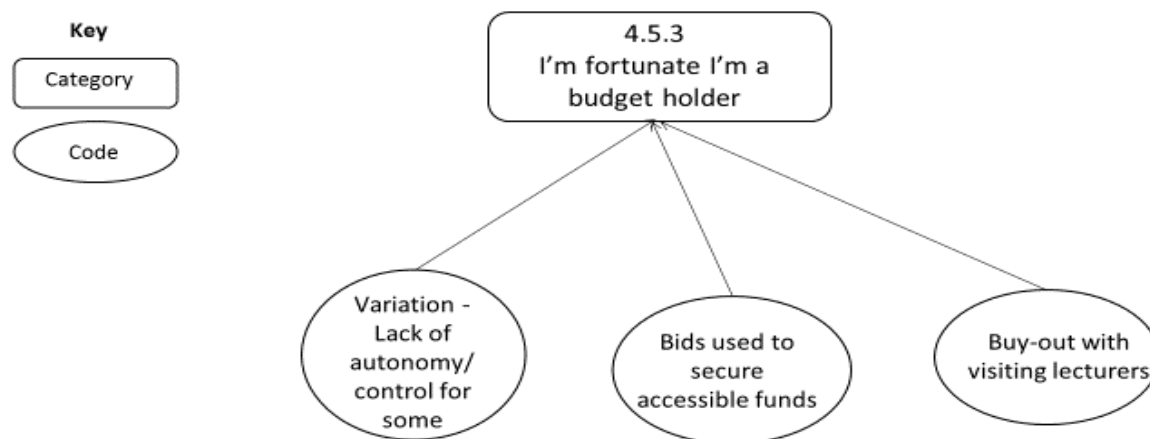 Key
Category
Code
4.5.3
I'm fortunate I'm a
budget holder
Variation -
Lack of
autonomy/
control for
some
Bids used to
secure
accessible funds
Buy-out with
visiting lecturers